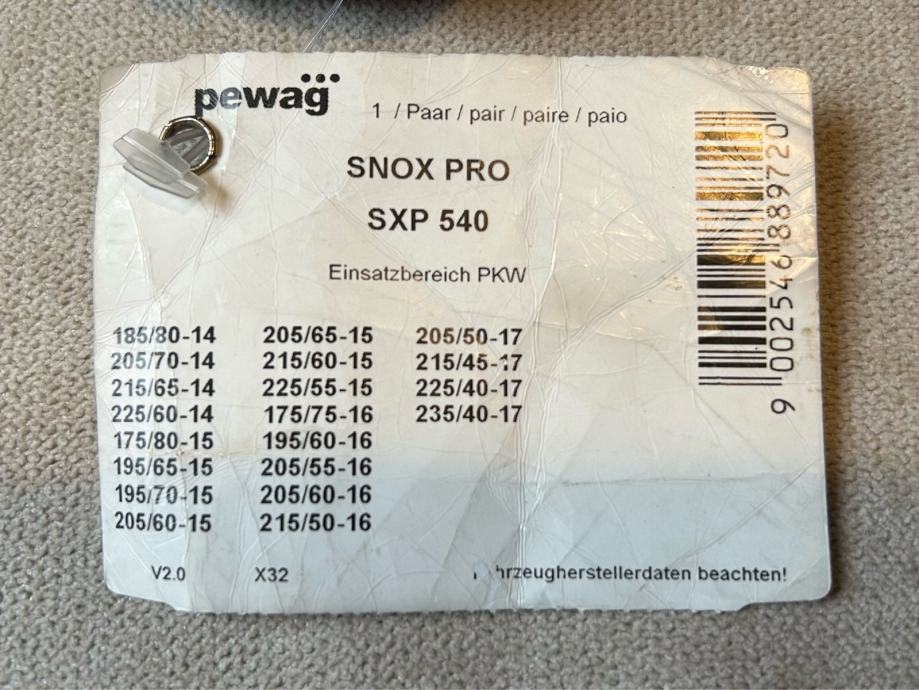 pewag
1 / Paar / pair / paire / paio
SNOX PRO
SXP 540
Einsatzbereich PKW
185/80-14 205/65-15 205/50-17
205/70-14 215/60-15 215/45-17
215/65-14 225/55-15 225/40-17
225/60-14 175/75-16 235/40-17
175/80-15 195/60-16
195/65-15 205/55-16
195/70-15 205/60-16
205/60-15 215/50-16
V2.0 X32 hrzeugherstellerdaten beachten!
9 002546 889720